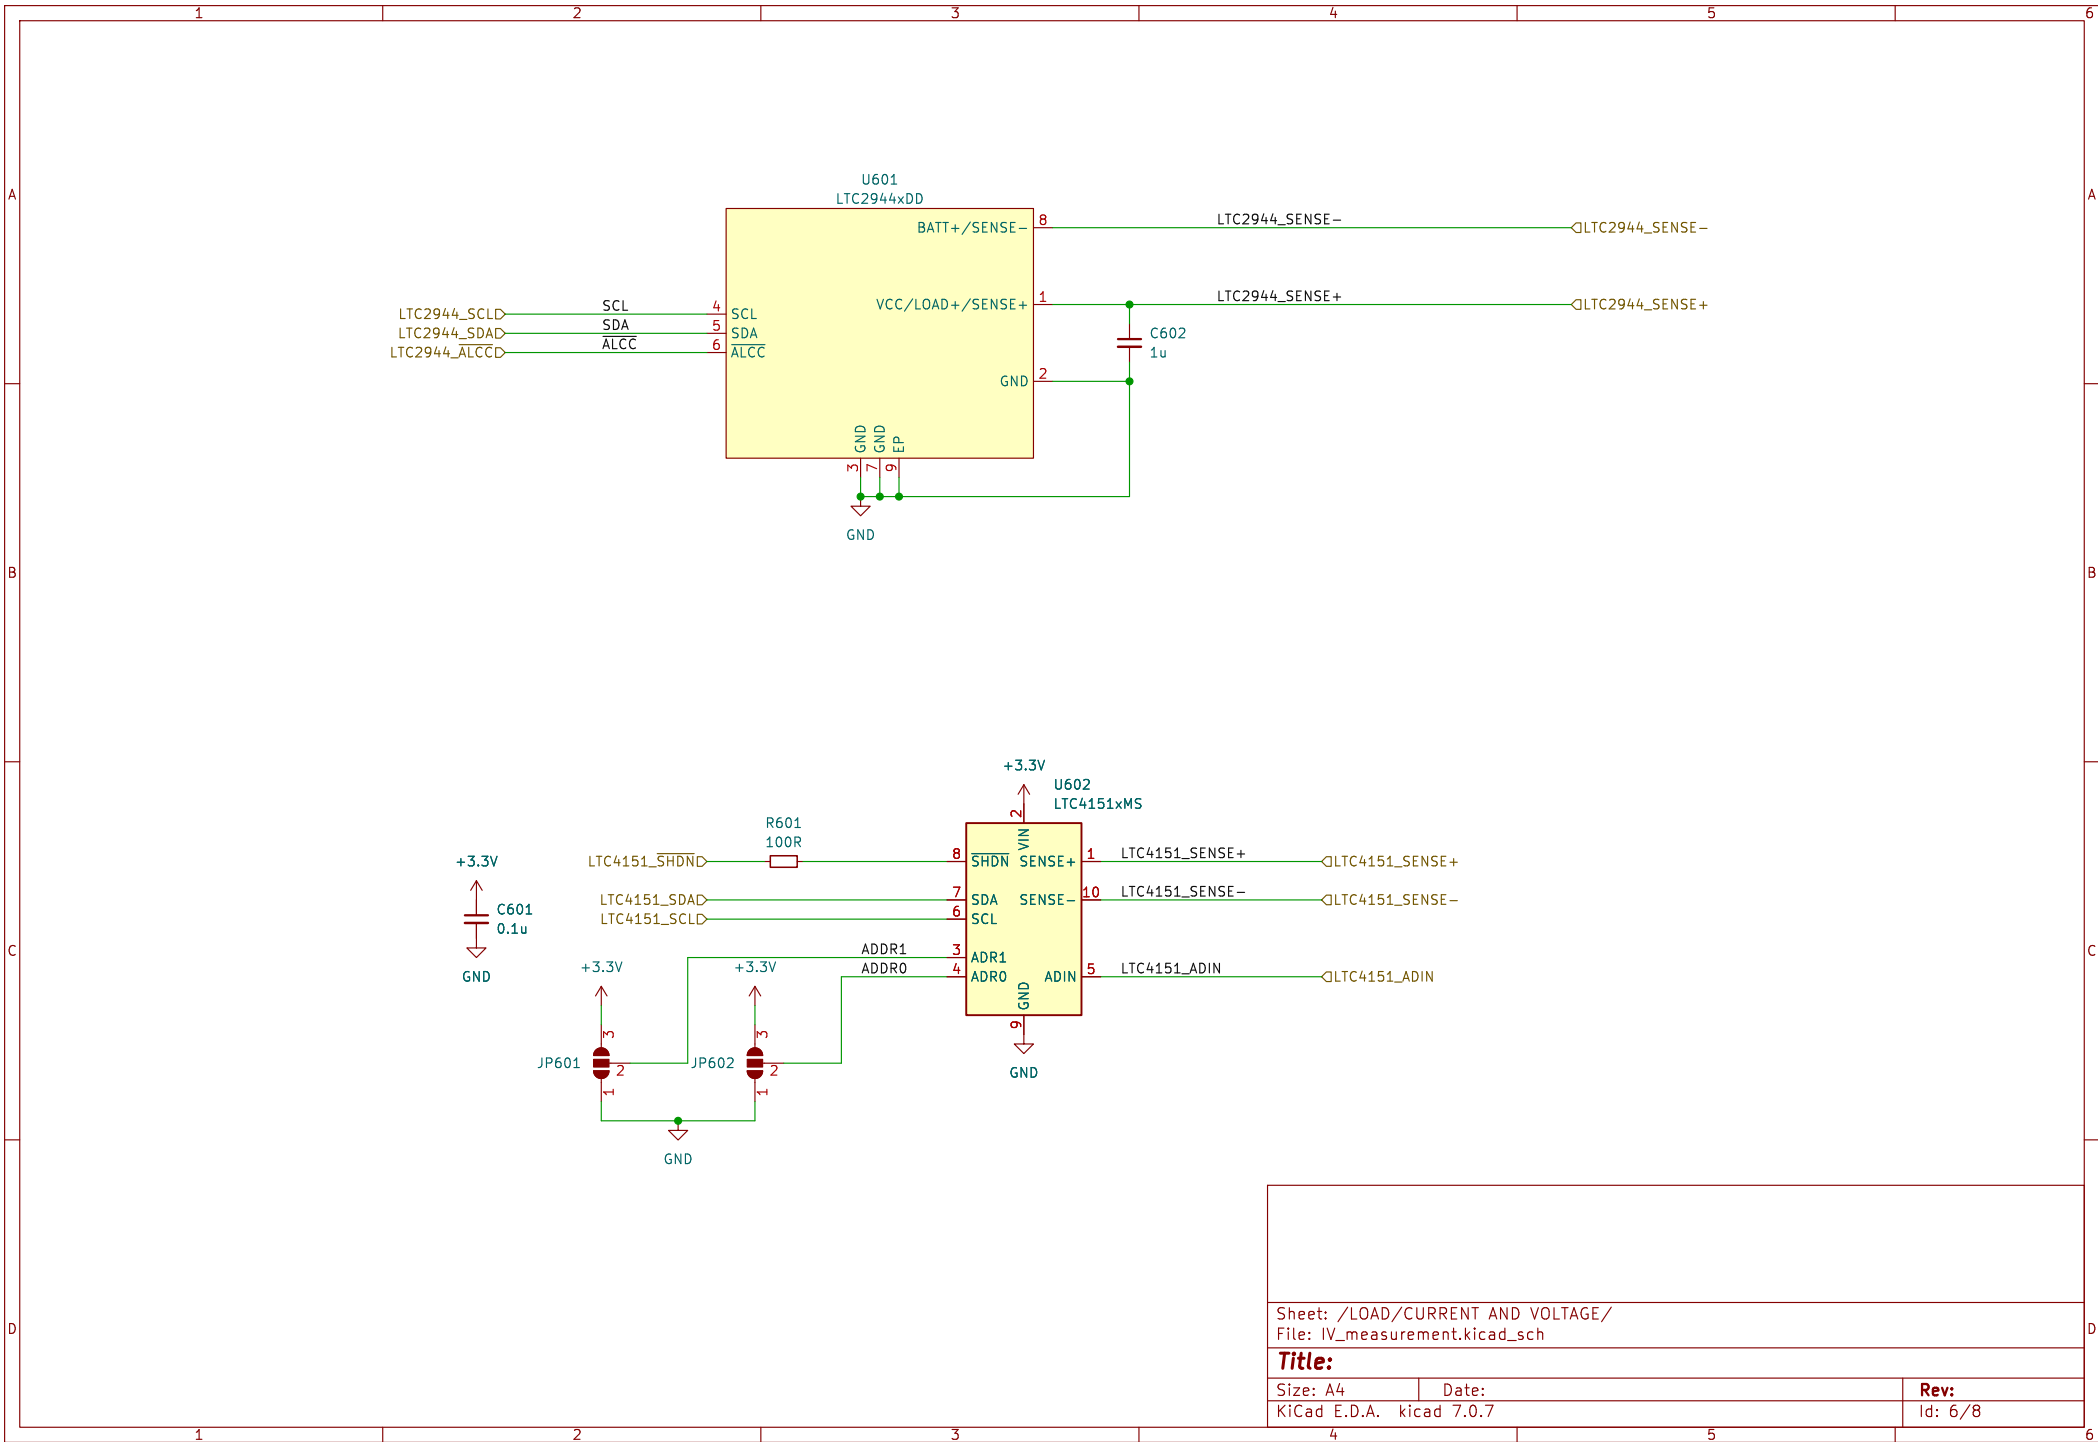 1 2 3 4 5 6
A A
U601
LTC2944xDD
BATT+/SENSE- 8 LTC2944_SENSE- LTC2944_SENSE-
VCC/LOAD+/SENSE+ 1 LTC2944_SENSE+ LTC2944_SENSE+
LTC2944_SCL SCL 4 SCL
LTC2944_SDA SDA 5 SDA
LTC2944_ALCC ALCC 6 ALCC
C602
1u
GND 2
GND GND EP
3 7 9
GND
B B
+3.3V
U602
LTC4151xMS
2
VIN
R601
100R
LTC4151_SHDN 8 SHDN SENSE+ 1 LTC4151_SENSE+ LTC4151_SENSE+
LTC4151_SDA 7 SDA SENSE- 10 LTC4151_SENSE- LTC4151_SENSE-
LTC4151_SCL 6 SCL
+3.3V
C601
0.1u
GND
C C
ADDR1 3 ADR1
ADDR0 4 ADR0 ADIN 5 LTC4151_ADIN LTC4151_ADIN
GND
9
GND
+3.3V +3.3V
3 3
JP601 2 JP602 2
1 1
GND
D D
Sheet: /LOAD/CURRENT AND VOLTAGE/
File: IV_measurement.kicad_sch
Title:
Size: A4 Date: Rev:
KiCad E.D.A. kicad 7.0.7 Id: 6/8
1 2 3 4 5 6